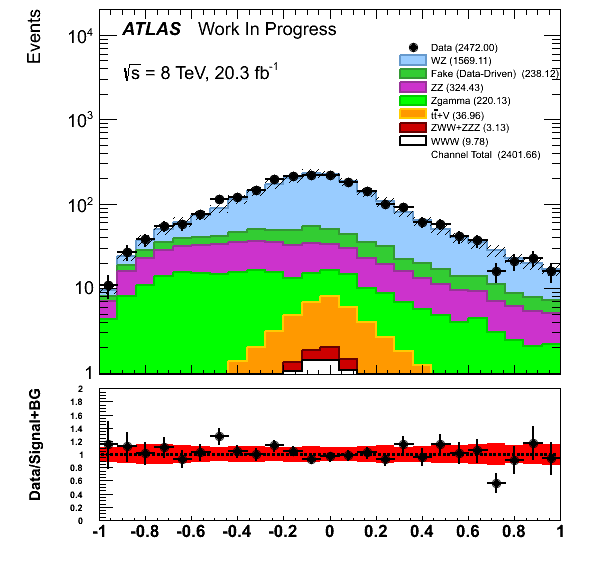 ATLAS Work In Progress
√s = 8 TeV, 20.3 fb⁻¹
Events
10⁴
10³
10²
10
1
Data (2472.00)
WZ (1569.11)
Fake (Data-Driven) (238.12)
ZZ (324.43)
Zgamma (220.13)
tt̄+V (36.96)
ZWW+ZZZ (3.13)
WWW (9.78)
Channel Total (2401.66)
Data/Signal+BG
2
1.8
1.6
1.4
1.2
1
0.8
0.6
0.4
0.2
0
-1 -0.8 -0.6 -0.4 -0.2 0 0.2 0.4 0.6 0.8 1